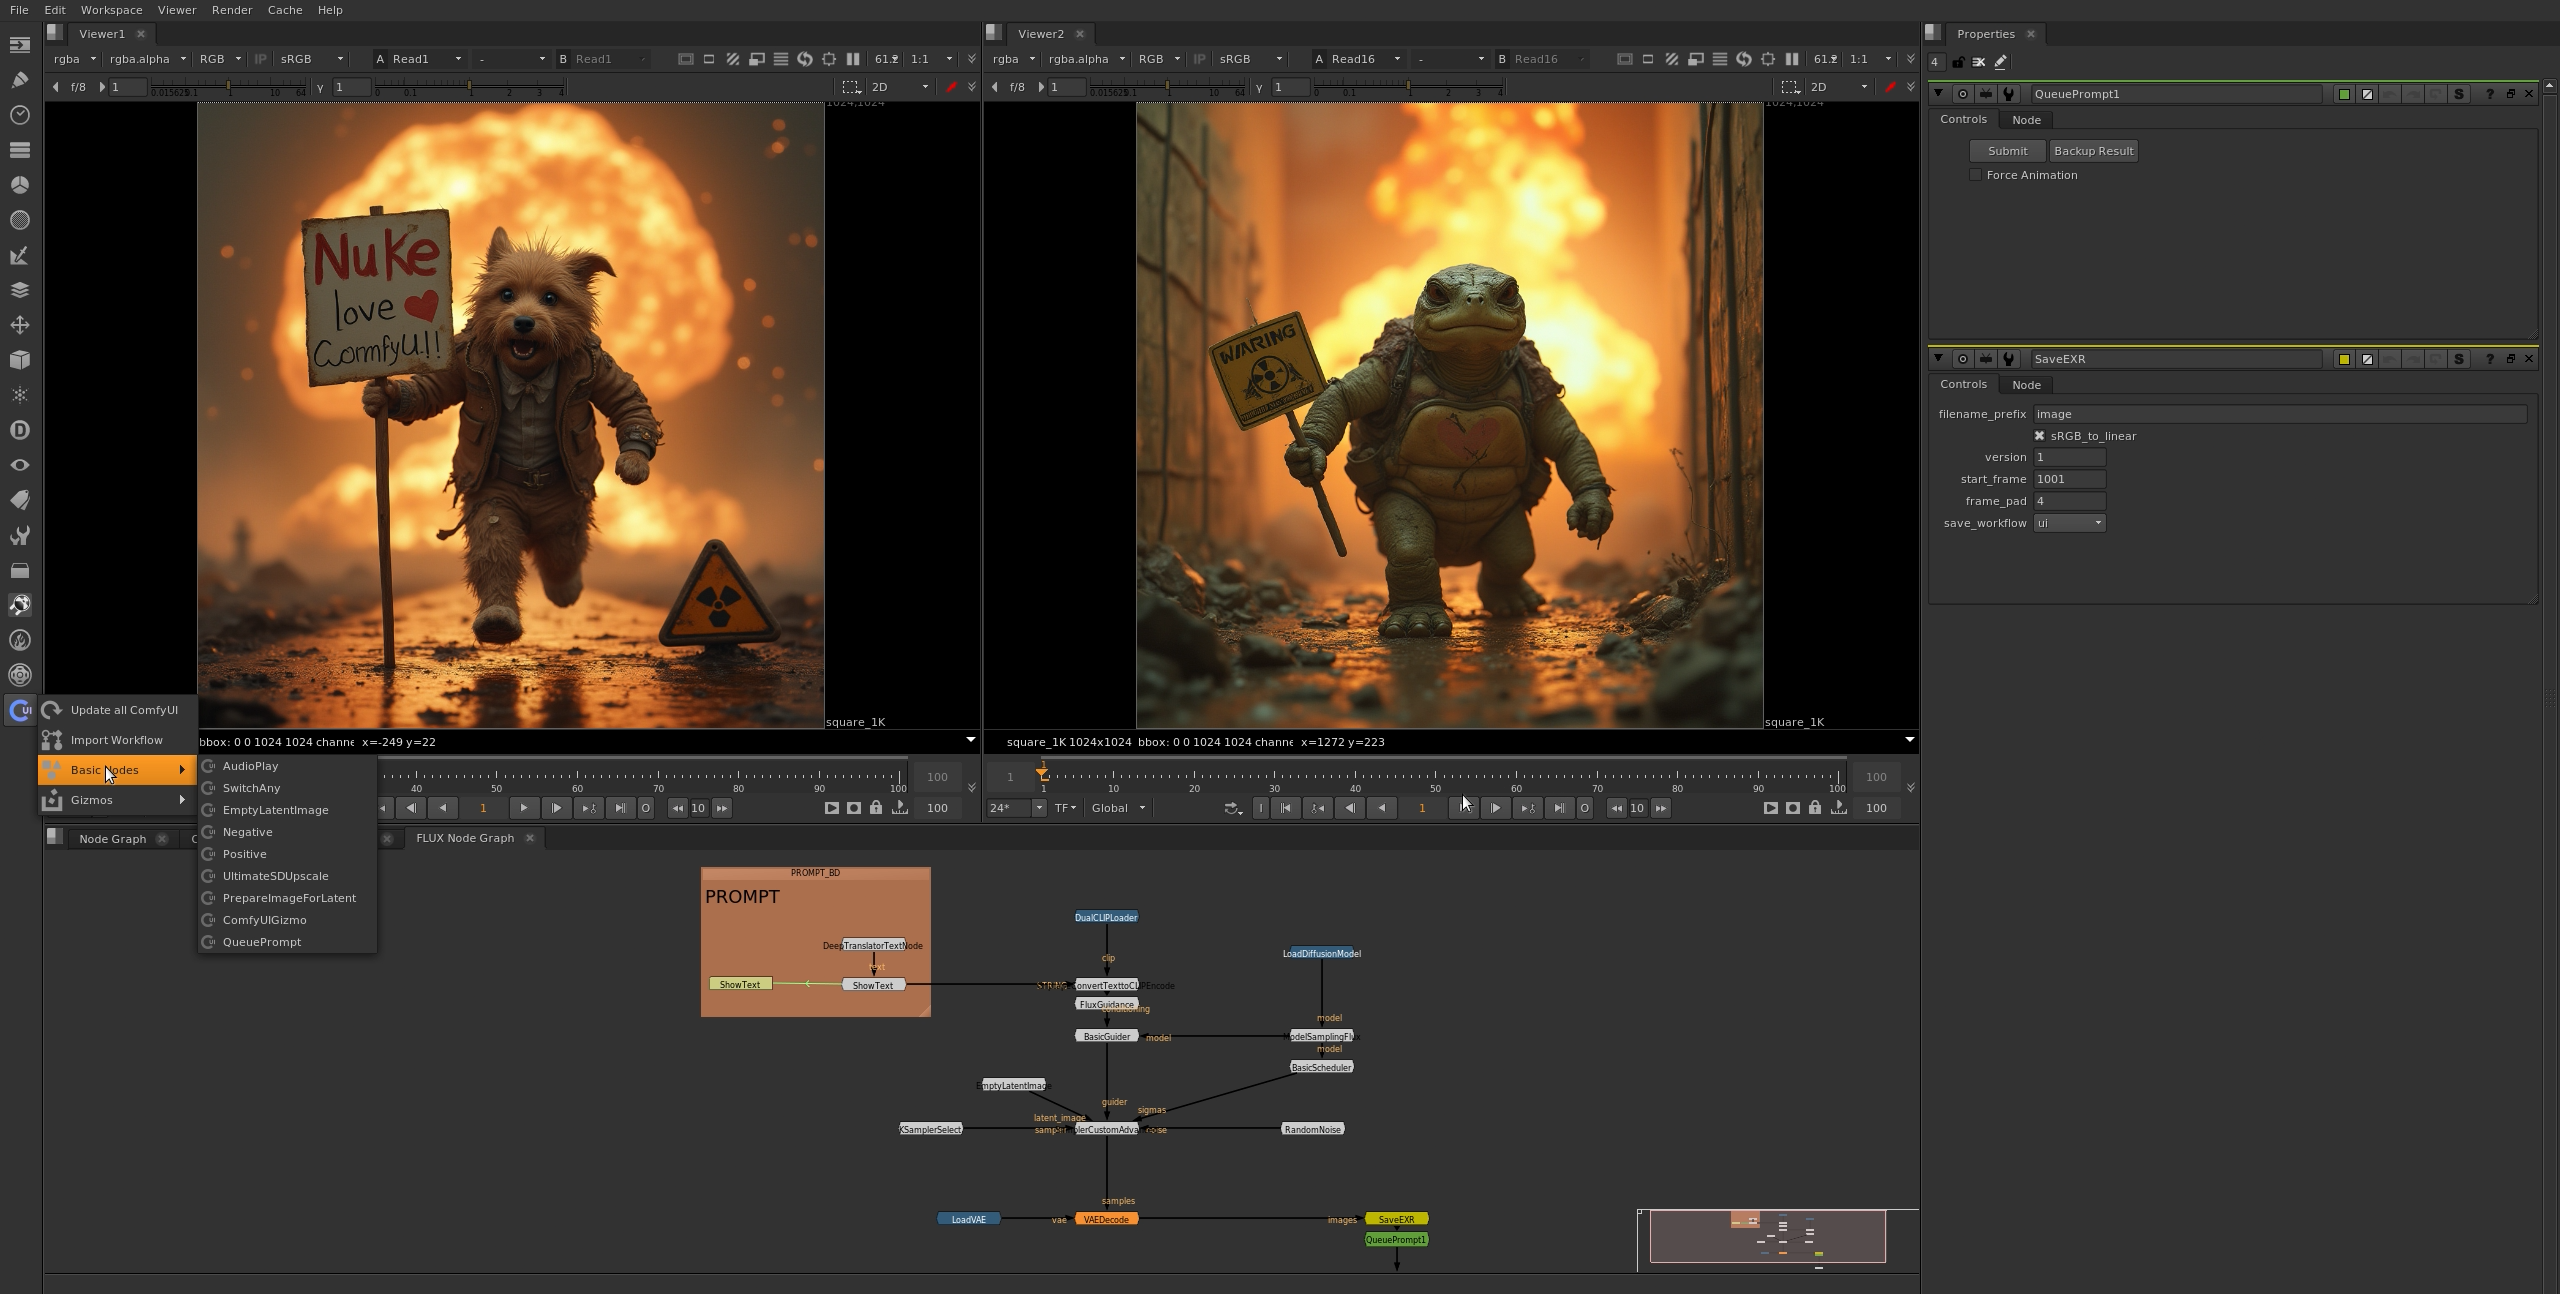 File Edit Workspace Viewer Render Cache Help
Viewer1
rgba rgba.alpha RGB IP sRGB A Read1 - B Read1 1:1
f/8 1 γ 1 2D
Nuke
love
ComfyU!!
square_1K
bbox: 0 0 1024 1024 channe x=-249 y=22
40 50 60 70 80 90 100 100
1 O 10 100
Viewer2
rgba rgba.alpha RGB IP sRGB A Read16 - B Read16 1:1
f/8 1 γ 1 2D
WARING
square_1K
square_1K 1024x1024 bbox: 0 0 1024 1024 channe x=1272 y=223
1 1 1 10 20 30 40 50 60 70 80 90 100 100
24* TF Global I 1 O 10 100
Update all ComfyUI
Import Workflow
Basic Nodes
Gizmos
AudioPlay
SwitchAny
EmptyLatentImage
Negative
Positive
UltimateSDUpscale
PrepareImageForLatent
ComfyUIGizmo
QueuePrompt
Node Graph
FLUX Node Graph
PROMPT_BD
PROMPT
DeepTranslatorTextNode
text
ShowText
ShowText
DualCLIPLoader
clip
ConvertTexttoCLIPEncode
FluxGuidance
conditioning
BasicGuider
model
LoadDiffusionModel
model
ModelSamplingFlux
model
BasicScheduler
EmptyLatentImage
guider
sigmas
latent_image
KSamplerSelect
noise
RandomNoise
samples
LoadVAE
vae
VAEDecode
images
SaveEXR
QueuePrompt1
Properties
4
QueuePrompt1
S ?
Controls Node
Submit Backup Result
Force Animation
SaveEXR
S ?
Controls Node
filename_prefix image
sRGB_to_linear
version 1
start_frame 1001
frame_pad 4
save_workflow ui